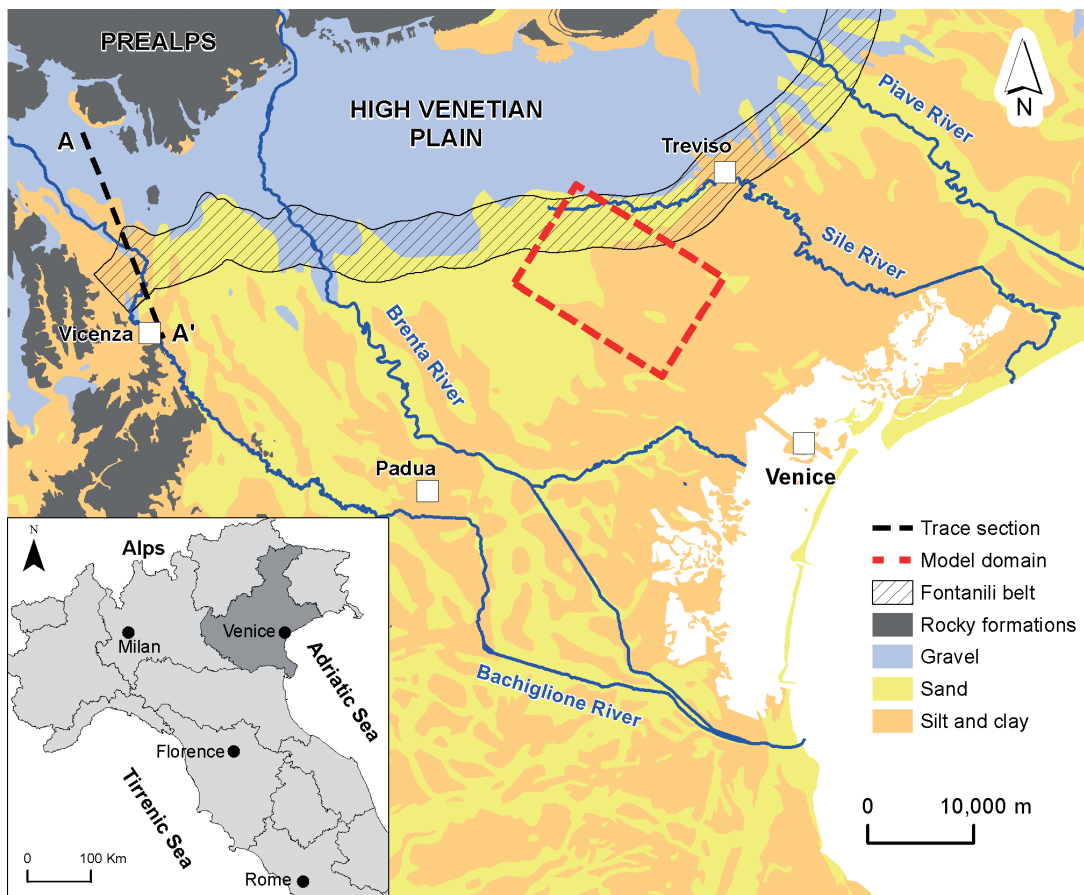 PREALPS
HIGH VENETIAN
PLAIN
N
Piave River
A
Treviso
Sile River
Vicenza
A'
Brenta River
Padua
Venice
Bachiglione River
Trace section
Model domain
Fontanili belt
Rocky formations
Gravel
Sand
Silt and clay
0
10,000 m
N
Alps
Milan
Venice
Adriatic Sea
Florence
Tirrenic Sea
Rome
0
100 Km